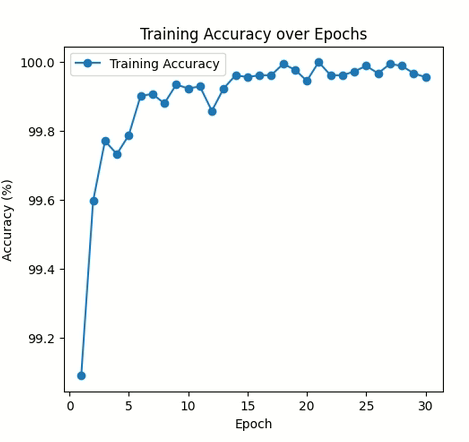 Training Accuracy over Epochs
Training Accuracy
100.0
99.8
99.6
99.4
99.2
Accuracy (%)
0 5 10 15 20 25 30
Epoch